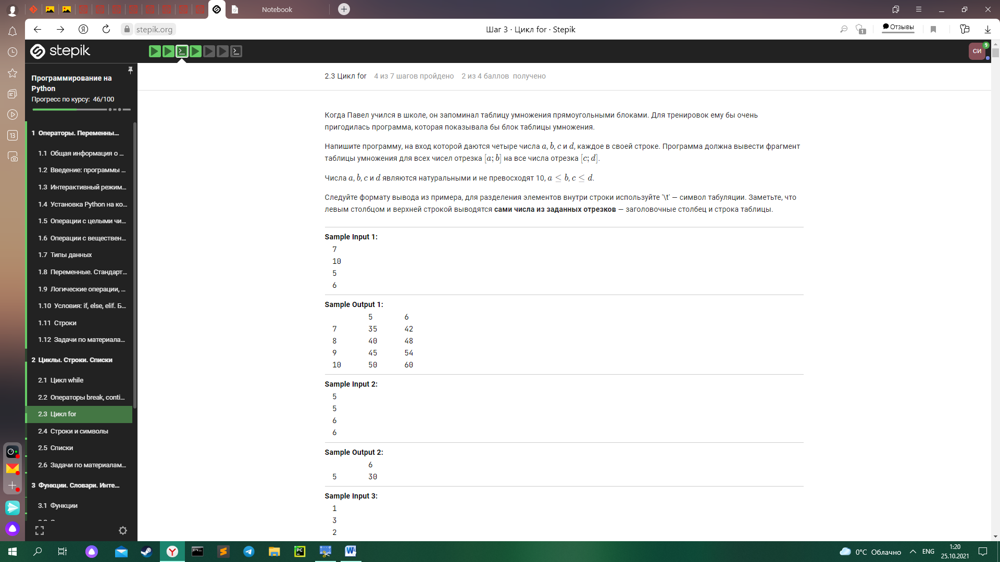 Notebook
stepik.org
Шаг 3 · Цикл for · Stepik
1
Отзывы
stepik
СИ
9
13
Программирование на
Python
Прогресс по курсу: 46/100
1 Операторы. Переменны...
1.1 Общая информация о ...
1.2 Введение: программы ...
1.3 Интерактивный режим...
1.4 Установка Python на ко...
1.5 Операции с целыми чи...
1.6 Операции с веществен...
1.7 Типы данных
1.8 Переменные. Стандарт...
1.9 Логические операции, ...
1.10 Условия: if, else, elif. Б...
1.11 Строки
1.12 Задачи по материала...
2 Циклы. Строки. Списки
2.1 Цикл while
2.2 Операторы break, conti...
2.3 Цикл for
2.4 Строки и символы
2.5 Списки
2.6 Задачи по материалам...
3 Функции. Словари. Инте...
3.1 Функции
2.3 Цикл for 4 из 7 шагов пройдено 2 из 4 баллов получено
Когда Павел учился в школе, он запоминал таблицу умножения прямоугольными блоками. Для тренировок ему бы очень
пригодилась программа, которая показывала бы блок таблицы умножения.
Напишите программу, на вход которой даются четыре числа a, b, c и d, каждое в своей строке. Программа должна вывести фрагмент
таблицы умножения для всех чисел отрезка [a; b] на все числа отрезка [c; d].
Числа a, b, c и d являются натуральными и не превосходят 10, a ≤ b, c ≤ d.
Следуйте формату вывода из примера, для разделения элементов внутри строки используйте '\t' — символ табуляции. Заметьте, что
левым столбцом и верхней строкой выводятся сами числа из заданных отрезков — заголовочные столбец и строка таблицы.
Sample Input 1:
7
10
5
6
Sample Output 1:
5 6
7 35 42
8 40 48
9 45 54
10 50 60
Sample Input 2:
5
5
6
6
Sample Output 2:
6
5 30
Sample Input 3:
1
3
2
0°C Облачно
ENG
1:20
25.10.2021